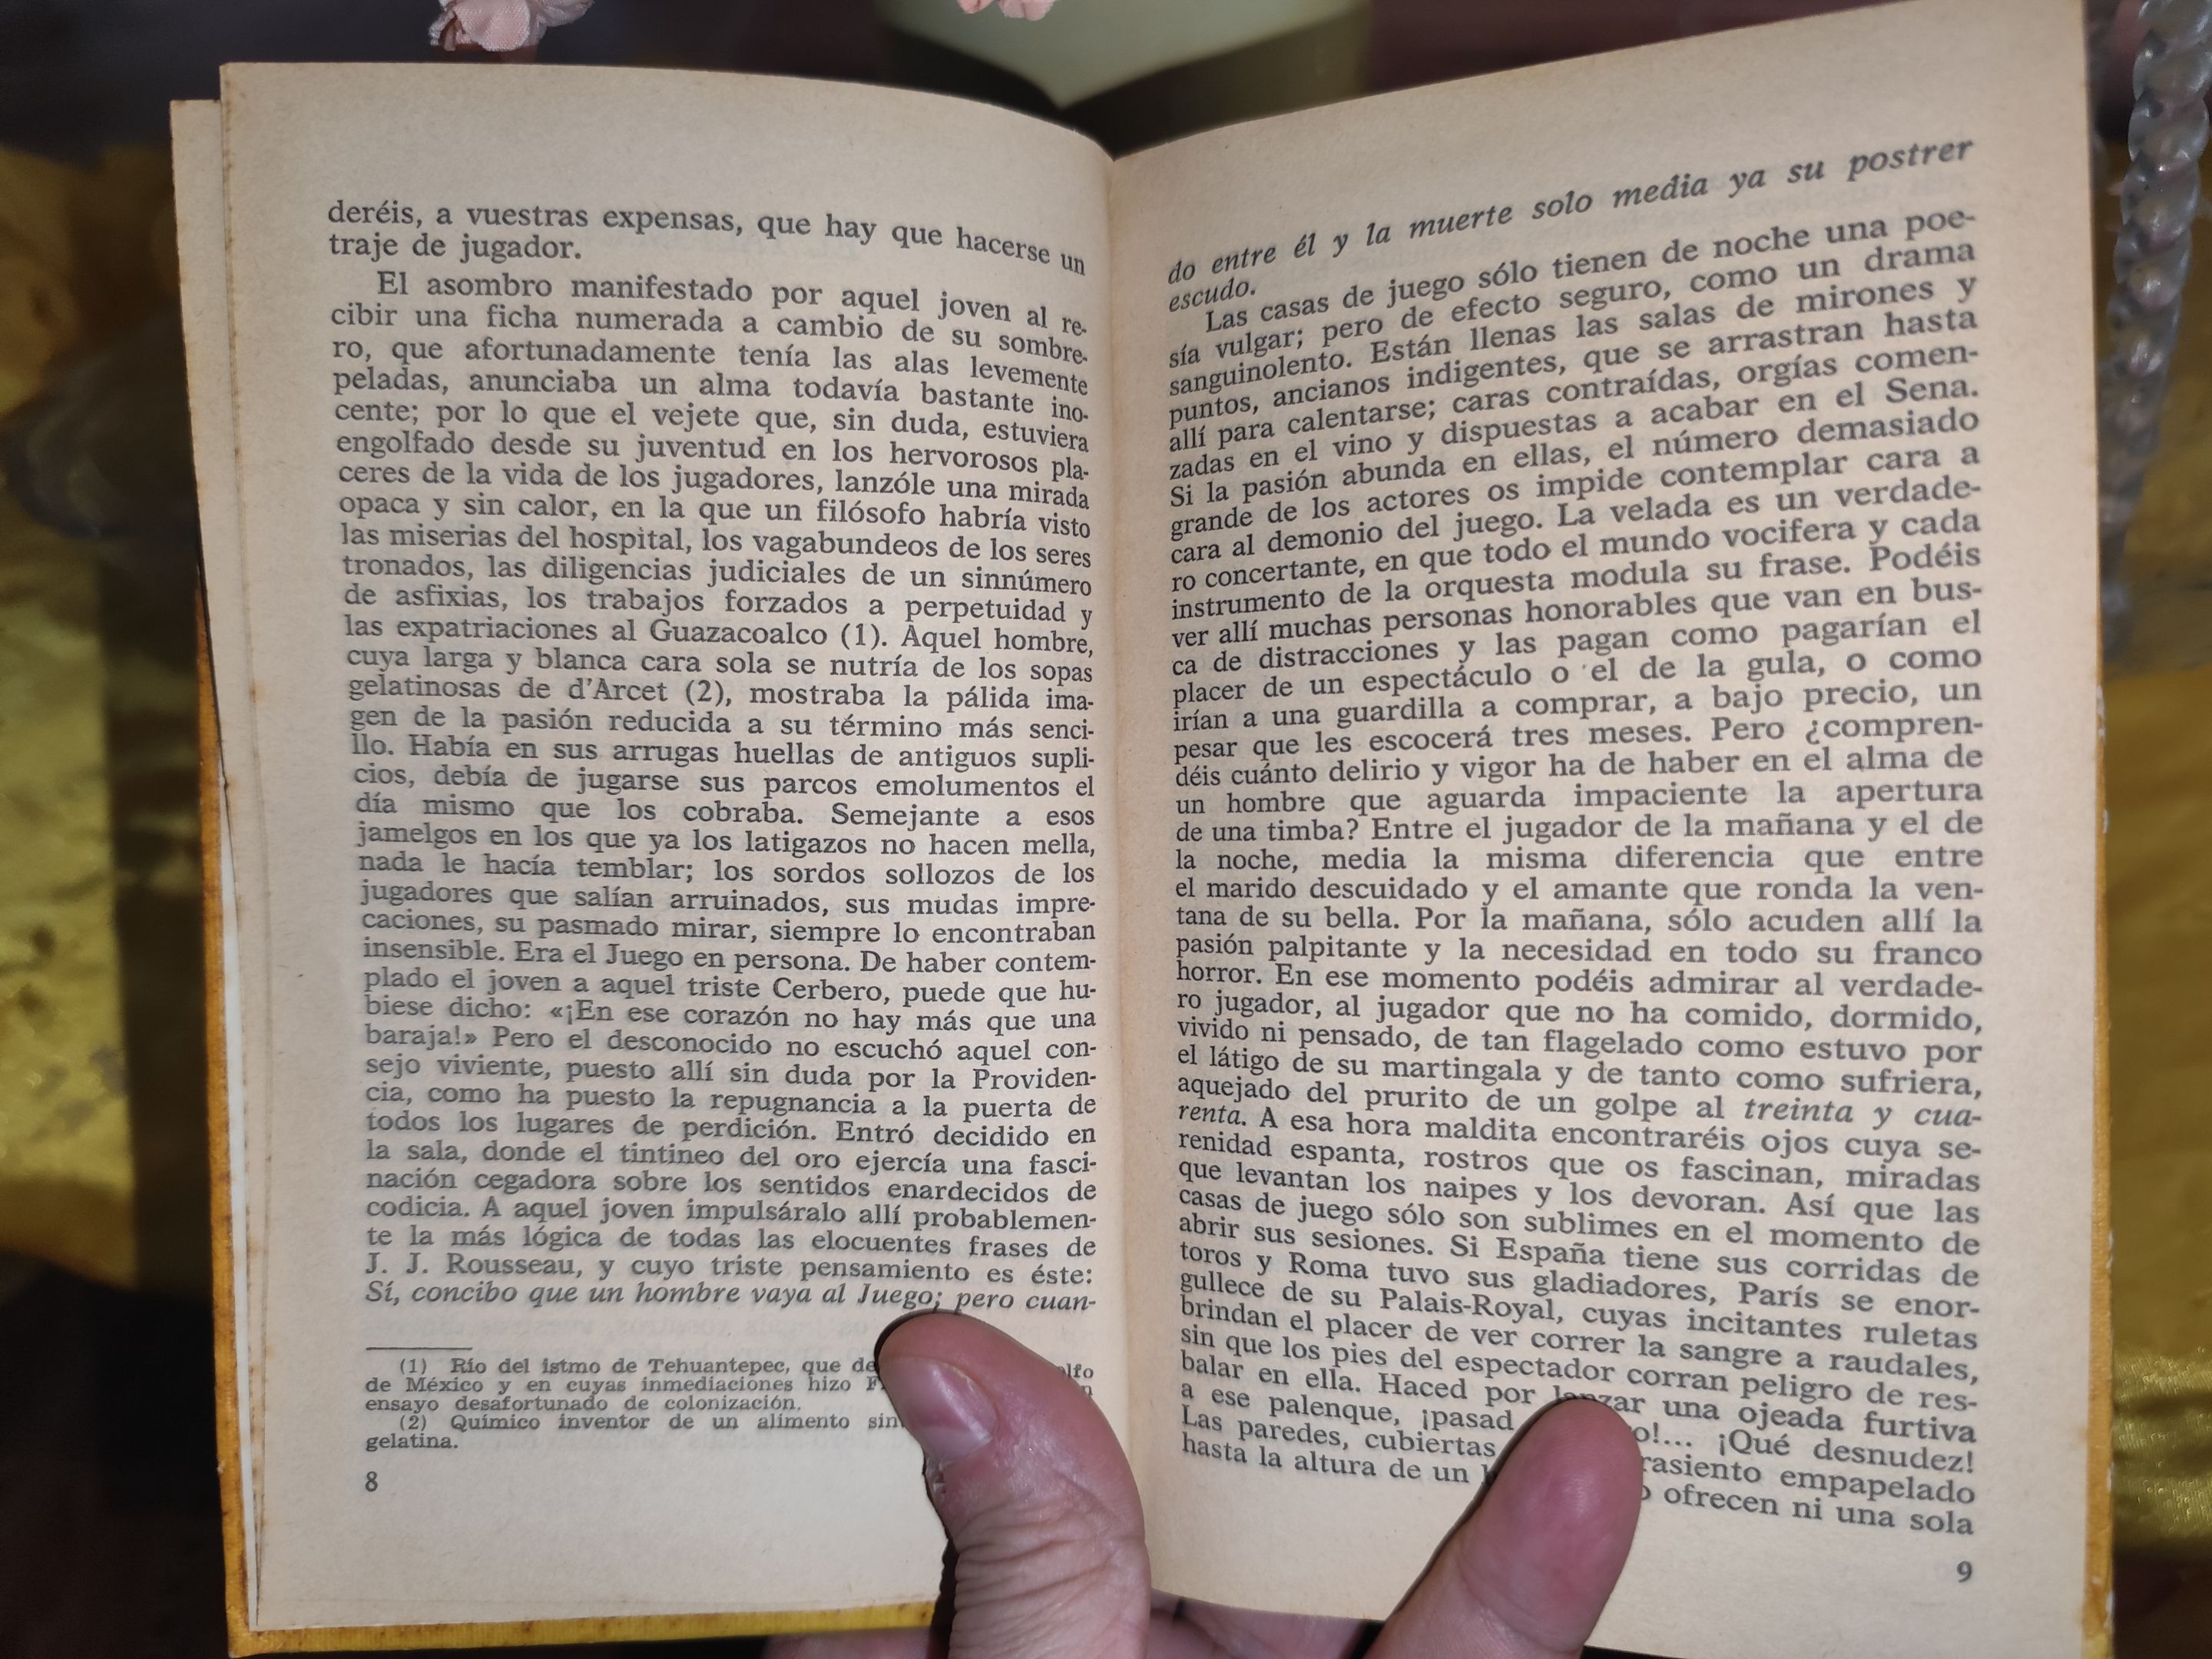 deréis, a vuestras expensas, que hay que hacerse un
traje de jugador.
El asombro manifestado por aquel joven al re-
cibir una ficha numerada a cambio de su sombre-
ro, que afortunadamente tenía las alas levemente
peladas, anunciaba un alma todavía bastante ino-
cente; por lo que el vejete que, sin duda, estuviera
engolfado desde su juventud en los hervorosos pla-
ceres de la vida de los jugadores, lanzóle una mirada
opaca y sin calor, en la que un filósofo habría visto
las miserias del hospital, los vagabundeos de los seres
tronados, las diligencias judiciales de un sinnúmero
de asfixias, los trabajos forzados a perpetuidad y
las expatriaciones al Guazacoalco (1). Aquel hombre,
cuya larga y blanca cara sola se nutría de los sopas
gelatinosas de d'Arcet (2), mostraba la pálida ima-
gen de la pasión reducida a su término más senci-
llo. Había en sus arrugas huellas de antiguos supli-
cios, debía de jugarse sus parcos emolumentos el
día mismo que los cobraba. Semejante a esos
jamelgos en los que ya los latigazos no hacen mella,
nada le hacía temblar; los sordos sollozos de los
jugadores que salían arruinados, sus mudas impre-
caciones, su pasmado mirar, siempre lo encontraban
insensible. Era el Juego en persona. De haber contem-
plado el joven a aquel triste Cerbero, puede que hu-
biese dicho: «¡En ese corazón no hay más que una
baraja!» Pero el desconocido no escuchó aquel con-
sejo viviente, puesto allí sin duda por la Providen-
cia, como ha puesto la repugnancia a la puerta de
todos los lugares de perdición. Entró decidido en
la sala, donde el tintineo del oro ejercía una fasci-
nación cegadora sobre los sentidos enardecidos de
codicia. A aquel joven impulsáralo allí probablemen-
te la más lógica de todas las elocuentes frases de
J. J. Rousseau, y cuyo triste pensamiento es éste:
Sí, concibo que un hombre vaya al Juego; pero cuan-
(1) Río del istmo de Tehuantepec, que
de México y en cuyas inmediaciones hizo
ensayo desafortunado de colonización.
(2) Químico inventor de un alimento
gelatina.
8
do entre él y la muerte solo media ya su postrer
escudo.
Las casas de juego sólo tienen de noche una poe-
sía vulgar; pero de efecto seguro, como un drama
sanguinolento. Están llenas las salas de mirones y
puntos, ancianos indigentes, que se arrastran hasta
allí para calentarse; caras contraídas, orgías comen-
zadas en el vino y dispuestas a acabar en el Sena.
Si la pasión abunda en ellas, el número demasiado
grande de los actores os impide contemplar cara a
cara al demonio del juego. La velada es un verdade-
ro concertante, en que todo el mundo vocifera y cada
instrumento de la orquesta modula su frase. Podéis
ver allí muchas personas honorables que van en bus-
ca de distracciones y las pagan como pagarían el
placer de un espectáculo o el de la gula, o como
irían a una guardilla a comprar, a bajo precio, un
pesar que les escocerá tres meses. Pero ¿compren-
déis cuánto delirio y vigor ha de haber en el alma de
un hombre que aguarda impaciente la apertura
de una timba? Entre el jugador de la mañana y el de
la noche, media la misma diferencia que entre
el marido descuidado y el amante que ronda la ven-
tana de su bella. Por la mañana, sólo acuden allí la
pasión palpitante y la necesidad en todo su franco
horror. En ese momento podéis admirar al verdade-
ro jugador, al jugador que no ha comido, dormido,
vivido ni pensado, de tan flagelado como estuvo por
el látigo de su martingala y de tanto como sufriera,
aquejado del prurito de un golpe al treinta y cua-
renta. A esa hora maldita encontraréis ojos cuya se-
renidad espanta, rostros que os fascinan, miradas
que levantan los naipes y los devoran. Así que las
casas de juego sólo son sublimes en el momento de
abrir sus sesiones. Si España tiene sus corridas de
toros y Roma tuvo sus gladiadores, París se enor-
gullece de su Palais-Royal, cuyas incitantes ruletas
brindan el placer de ver correr la sangre a raudales,
sin que los pies del espectador corran peligro de res-
balar en ella. Haced por lanzar una ojeada furtiva
a ese palenque, ¡pasad ¡Qué desnudez!
Las paredes, cubiertas empapelado
hasta la altura de un ofrecen ni una sola
9